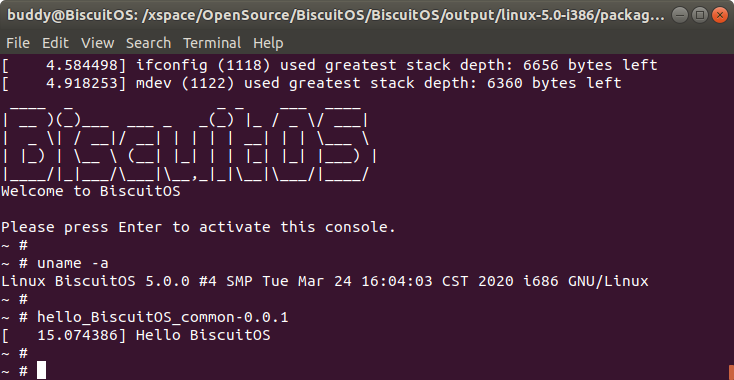 buddy@BiscuitOS: /xspace/OpenSource/BiscuitOS/BiscuitOS/output/linux-5.0-i386/packag...
File Edit View Search Terminal Help
[    4.584498] ifconfig (1118) used greatest stack depth: 6656 bytes left
[    4.918253] mdev (1122) used greatest stack depth: 6360 bytes left
 ____  _                _ _    ___  ____
| __ )(_)___  ___ _   _(_) |_ / _ \/ ___|
|  _ \| / __|/ __| | | | | __| | | \___ \
| |_) | \__ \ (__| |_| | | |_| |_| |___) |
|____/|_|___/\___|\__,_|_|\__|\___/|____/
Welcome to BiscuitOS
Please press Enter to activate this console.
~ #
~ # uname -a
Linux BiscuitOS 5.0.0 #4 SMP Tue Mar 24 16:04:03 CST 2020 i686 GNU/Linux
~ #
~ # hello_BiscuitOS_common-0.0.1
[   15.074386] Hello BiscuitOS
~ #
~ #